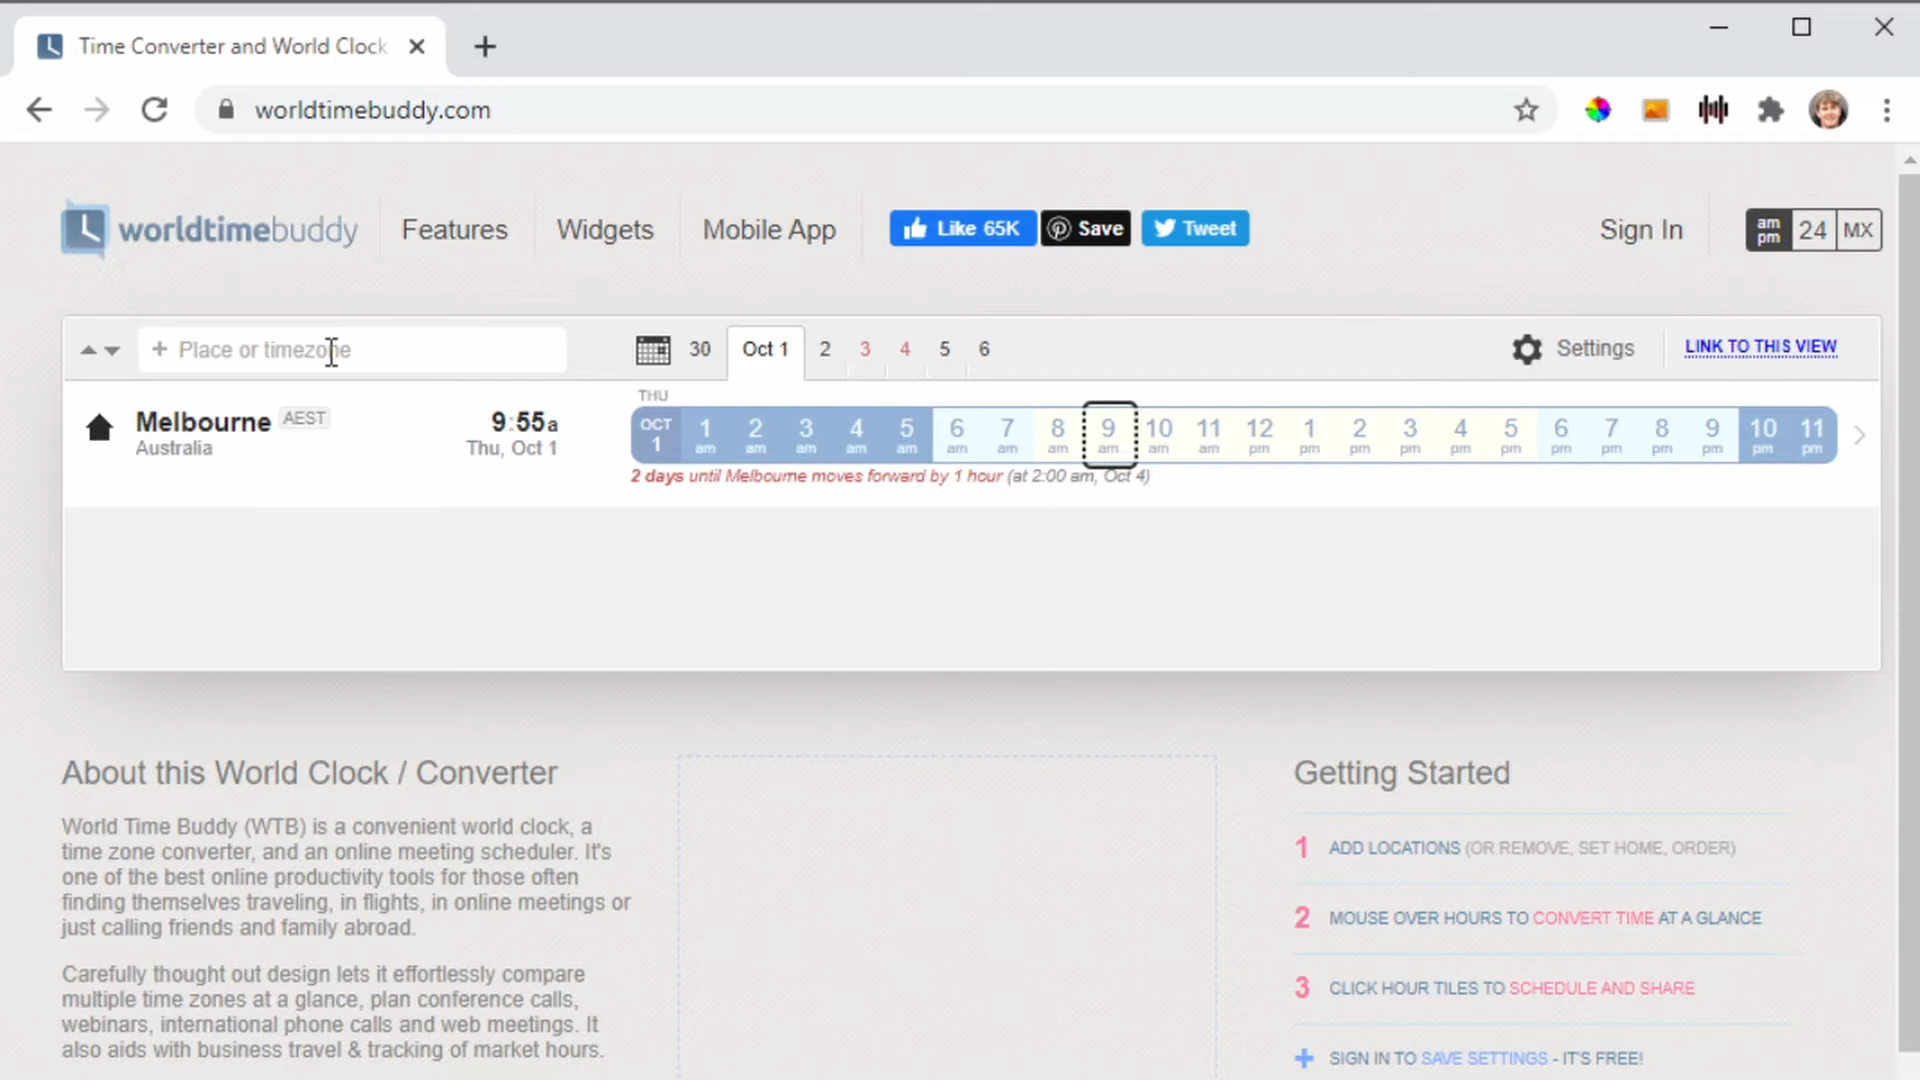 Time Converter and World Clock
worldtimebuddy.com
worldtimebuddy
Features
Widgets
Mobile App
Like 65K
Save
Tweet
Sign In
am pm
24
MX
+ Place or timezone
30
Oct 1
2
3
4
5
6
Settings
LINK TO THIS VIEW
THU
Melbourne AEST
Australia
9:55a
Thu, Oct 1
OCT 1
1 am
2 am
3 am
4 am
5 am
6 am
7 am
8 am
9 am
10 am
11 am
12 pm
1 pm
2 pm
3 pm
4 pm
5 pm
6 pm
7 pm
8 pm
9 pm
10 pm
11 pm
2 days until Melbourne moves forward by 1 hour (at 2:00 am, Oct 4)
About this World Clock / Converter
World Time Buddy (WTB) is a convenient world clock, a
time zone converter, and an online meeting scheduler. It's
one of the best online productivity tools for those often
finding themselves traveling, in flights, in online meetings or
just calling friends and family abroad.
Carefully thought out design lets it effortlessly compare
multiple time zones at a glance, plan conference calls,
webinars, international phone calls and web meetings. It
also aids with business travel & tracking of market hours.
Getting Started
1 ADD LOCATIONS (OR REMOVE, SET HOME, ORDER)
2 MOUSE OVER HOURS TO CONVERT TIME AT A GLANCE
3 CLICK HOUR TILES TO SCHEDULE AND SHARE
+ SIGN IN TO SAVE SETTINGS - IT'S FREE!